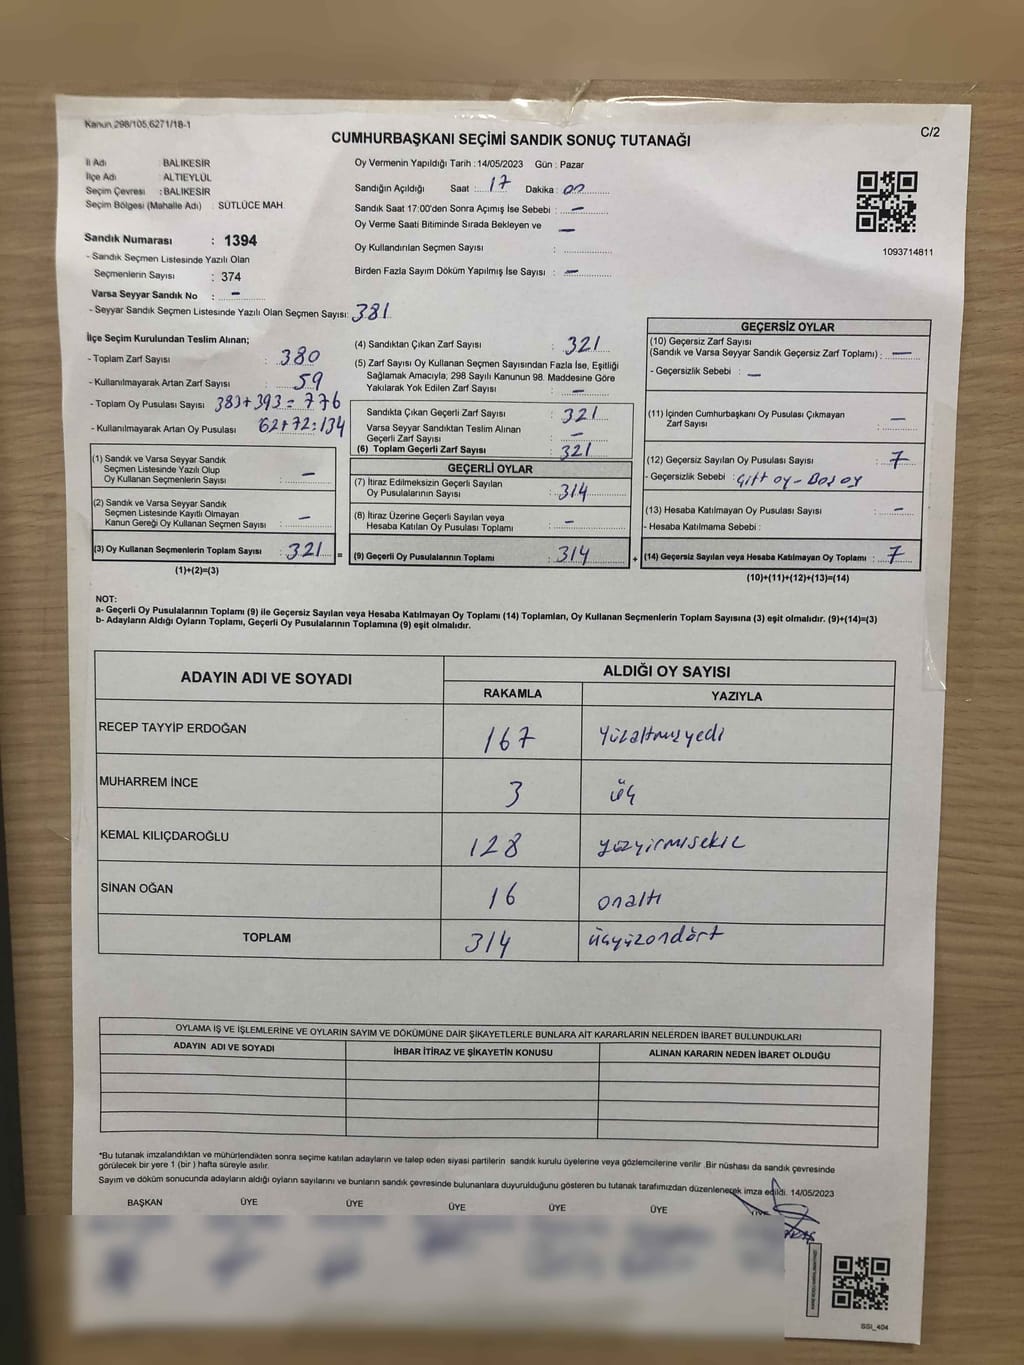 Kanun 298/105,6271/18-1
C/2
CUMHURBAŞKANI SEÇİMİ SANDIK SONUÇ TUTANAĞI
İl Adı : BALIKESİR
İlçe Adı : ALTIEYLÜL
Seçim Çevresi : BALIKESİR
Seçim Bölgesi (Mahalle Adı) : SÜTLÜCE MAH
Sandık Numarası : 1394
- Sandık Seçmen Listesinde Yazılı Olan
Seçmenlerin Sayısı : 374
Varsa Seyyar Sandık No : -
- Seyyar Sandık Seçmen Listesinde Yazılı Olan Seçmen Sayısı: 381
Oy Vermenin Yapıldığı Tarih : 14/05/2023 Gün : Pazar
Sandığın Açıldığı Saat : 17 Dakika : 00
Sandık Saat 17:00'den Sonra Açımış İse Sebebi : -
Oy Verme Saati Bitiminde Sırada Bekleyen ve -
Oy Kullandırılan Seçmen Sayısı :
Birden Fazla Sayım Döküm Yapılmış İse Sayısı : -
1093714811
İlçe Seçim Kurulundan Teslim Alınan;
- Toplam Zarf Sayısı : 380
- Kullanılmayarak Artan Zarf Sayısı : 59
- Toplam Oy Pusulası Sayısı 383+393=776
- Kullanılmayarak Artan Oy Pusulası 62+72:134
(1) Sandık ve Varsa Seyyar Sandık
Seçmen Listesinde Yazılı Olup
Oy Kullanan Seçmenlerin Sayısı : -
(2) Sandık ve Varsa Seyyar Sandık
Seçmen Listesinde Kayıtlı Olmayan
Kanun Gereği Oy Kullanan Seçmen Sayısı : -
(3) Oy Kullanan Seçmenlerin Toplam Sayısı : 321 =
(1)+(2)=(3)
(4) Sandıktan Çıkan Zarf Sayısı : 321
(5) Zarf Sayısı Oy Kullanan Seçmen Sayısından Fazla İse, Eşitliği
Sağlamak Amacıyla; 298 Sayılı Kanunun 98. Maddesine Göre
Yakılarak Yok Edilen Zarf Sayısı : -
Sandıkta Çıkan Geçerli Zarf Sayısı : 321
Varsa Seyyar Sandıktan Teslim Alınan
Geçerli Zarf Sayısı : -
(6) Toplam Geçerli Zarf Sayısı : 321
GEÇERLİ OYLAR
(7) İtiraz Edilmeksizin Geçerli Sayılan
Oy Pusulalarının Sayısı : 314
(8) İtiraz Üzerine Geçerli Sayılan veya
Hesaba Katılan Oy Pusulası Toplamı : -
(9) Geçerli Oy Pusulalarının Toplamı : 314 +
GEÇERSİZ OYLAR
(10) Geçersiz Zarf Sayısı
(Sandık ve Varsa Seyyar Sandık Geçersiz Zarf Toplamı) : -
- Geçersizlik Sebebi : -
(11) İçinden Cumhurbaşkanı Oy Pusulası Çıkmayan
Zarf Sayısı : -
(12) Geçersiz Sayılan Oy Pusulası Sayısı : 7
- Geçersizlik Sebebi : Çift oy - Boş oy
(13) Hesaba Katılmayan Oy Pusulası Sayısı : -
- Hesaba Katılmama Sebebi :
(14) Geçersiz Sayılan veya Hesaba Katılmayan Oy Toplamı : 7
(10)+(11)+(12)+(13)=(14)
NOT:
a- Geçerli Oy Pusulalarının Toplamı (9) ile Geçersiz Sayılan veya Hesaba Katılmayan Oy Toplamı (14) Toplamları, Oy Kullanan Seçmenlerin Toplam Sayısına (3) eşit olmalıdır. (9)+(14)=(3)
b- Adayların Aldığı Oyların Toplamı, Geçerli Oy Pusulalarının Toplamına (9) eşit olmalıdır.
ADAYIN ADI VE SOYADI
ALDIĞI OY SAYISI
RAKAMLA YAZIYLA
RECEP TAYYİP ERDOĞAN 167 Yüzaltmışyedi
MUHARREM İNCE 3 üç
KEMAL KILIÇDAROĞLU 128 yüzyirmisekiz
SİNAN OĞAN 16 onaltı
TOPLAM 314 üçyüzondört
OYLAMA İŞ VE İŞLEMLERİNE VE OYLARIN SAYIM VE DÖKÜMÜNE DAİR ŞİKAYETLERLE BUNLARA AİT KARARLARIN NELERDEN İBARET BULUNDUKLARI
ADAYIN ADI VE SOYADI İHBAR İTİRAZ VE ŞİKAYETİN KONUSU ALINAN KARARIN NEDEN İBARET OLDUĞU
*Bu tutanak imzalandıktan ve mühürlendikten sonra seçime katılan adayların ve talep eden siyasi partilerin sandık kurulu üyelerine veya gözlemcilerine verilir .Bir nüshası da sandık çevresinde
görülecek bir yere 1 (bir ) hafta süreyle asılır.
Sayım ve döküm sonucunda adayların aldığı oyların sayılarını ve bunların sandık çevresinde bulunanlara duyurulduğunu gösteren bu tutanak tarafımızdan düzenlenecek imza edildi. 14/05/2023
BAŞKAN ÜYE ÜYE ÜYE ÜYE ÜYE ÜYE
SSI_404